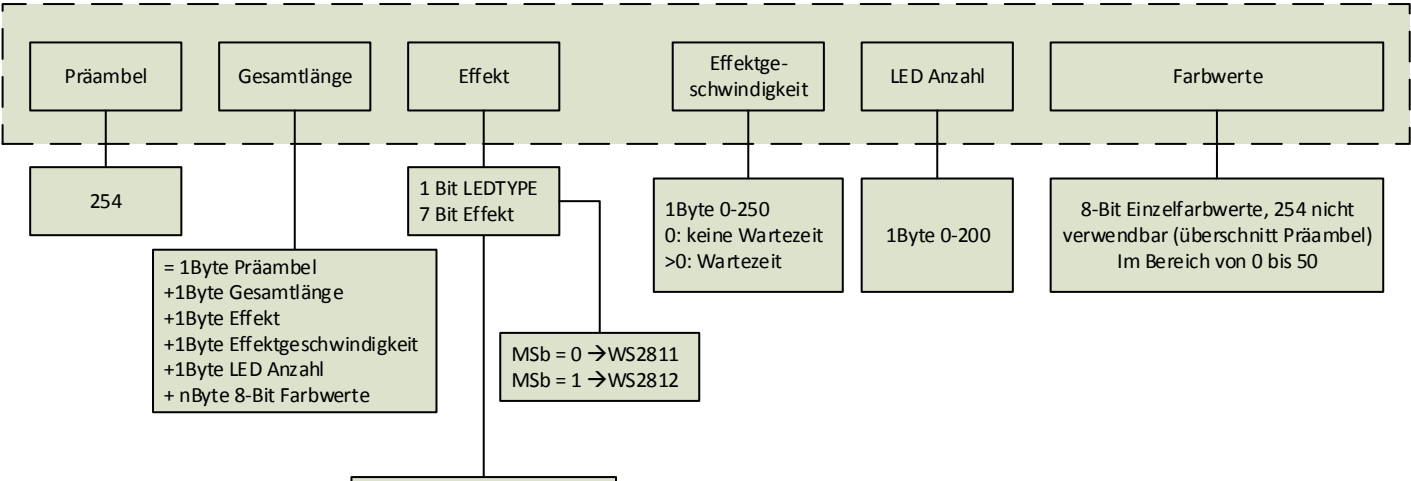 Präambel
Gesamtlänge
Effekt
Effektge-
schwindigkeit
LED Anzahl
Farbwerte
254
1 Bit LEDTYPE
7 Bit Effekt
1Byte 0-250
0: keine Wartezeit
>0: Wartezeit
1Byte 0-200
8-Bit Einzelfarbwerte, 254 nicht
verwendbar (überschnitt Präambel)
Im Bereich von 0 bis 50
= 1Byte Präambel
+1Byte Gesamtlänge
+1Byte Effekt
+1Byte Effektgeschwindigkeit
+1Byte LED Anzahl
+ nByte 8-Bit Farbwerte
MSb = 0 →WS2811
MSb = 1 →WS2812